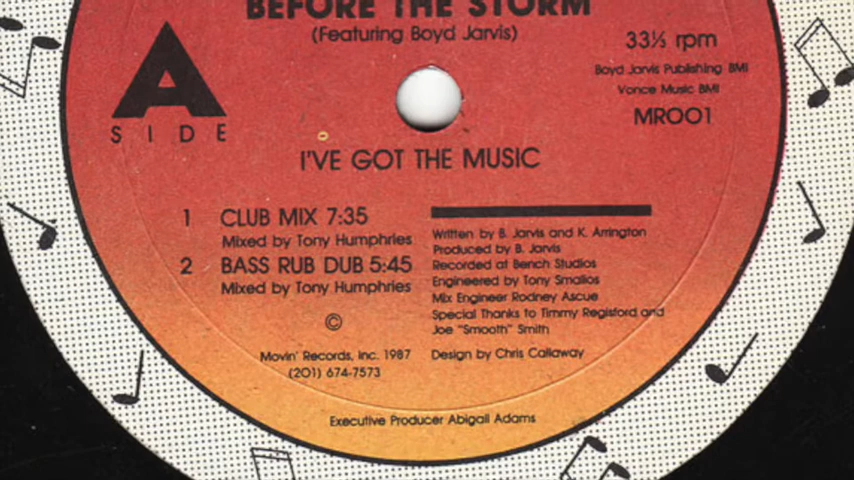 BEFORE THE STORM
(Featuring Boyd Jarvis)
33⅓ rpm
Boyd Jarvis Publishing BMI
Vonce Music BMI
MR001
A
SIDE
I'VE GOT THE MUSIC
1 CLUB MIX 7:35
Mixed by Tony Humphries
2 BASS RUB DUB 5:45
Mixed by Tony Humphries
Written by B. Jarvis and K. Arrington
Produced by B. Jarvis
Recorded at Bench Studios
Engineered by Tony Smalios
Mix Engineer Rodney Ascue
Special Thanks to Timmy Regisford and
Joe "Smooth" Smith
©
Movin' Records, Inc. 1987
(201) 674-7573
Design by Chris Callaway
Executive Producer Abigail Adams